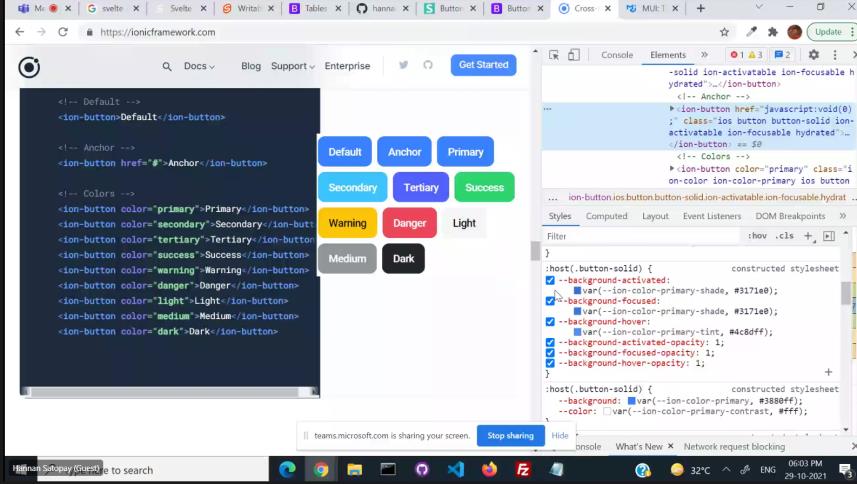 Me
svelte
Svelte
Writab
Tables
hanna
Button
Button
Cross-
MUI: T
https://ionicframework.com
Update
Docs
Blog
Support
Enterprise
Get Started
Console
Elements
1
3
2
<!-- Default -->
<ion-button>Default</ion-button>
<!-- Anchor -->
<ion-button href="#">Anchor</ion-button>
<!-- Colors -->
<ion-button color="primary">Primary</ion-button>
<ion-button color="secondary">Secondary</ion-butt
<ion-button color="tertiary">Tertiary</ion-button>
<ion-button color="success">Success</ion-button>
<ion-button color="warning">Warning</ion-button>
<ion-button color="danger">Danger</ion-button>
<ion-button color="light">Light</ion-button>
<ion-button color="medium">Medium</ion-button>
<ion-button color="dark">Dark</ion-button>
Default
Anchor
Primary
Secondary
Tertiary
Success
Warning
Danger
Light
Medium
Dark
-solid ion-activatable ion-focusable h
ydrated">…</ion-button>
<!-- Anchor -->
<ion-button href="javascript:void(0)
;" class="ios button button-solid ion-
activatable ion-focusable hydrated">…
</ion-button> == $0
<!-- Colors -->
<ion-button color="primary" class="i
on-color ion-color-primary ios button
... ion-button.ios.button.button-solid.ion-activatable.ion-focusable.hydrat ...
Styles
Computed
Layout
Event Listeners
DOM Breakpoints
Filter
:hov .cls
}
:host(.button-solid) { constructed stylesheet
--background-activated:
var(--ion-color-primary-shade, #3171e0);
--background-focused:
var(--ion-color-primary-shade, #3171e0);
--background-hover:
var(--ion-color-primary-tint, #4c8dff);
--background-activated-opacity: 1;
--background-focused-opacity: 1;
--background-hover-opacity: 1;
}
:host(.button-solid) { constructed stylesheet
--background: var(--ion-color-primary, #3880ff);
--color: var(--ion-color-primary-contrast, #fff);
}
teams.microsoft.com is sharing your screen.
Stop sharing
Hide
onsole
What's New
Network request blocking
Hannan Satopay (Guest)
here to search
32°C
ENG
06:03 PM
29-10-2021
3